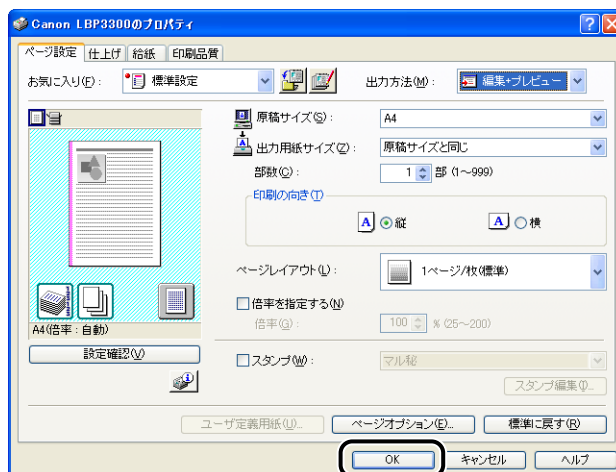 Canon LBP3300のプロパティ
ページ設定 仕上げ 給紙 印刷品質
お気に入り(F): 標準設定 出力方法(M): 編集+プレビュー
原稿サイズ(S): A4
出力用紙サイズ(Z): 原稿サイズと同じ
部数(C): 1 部 (1~999)
印刷の向き(T)
A 縦 A 横
ページレイアウト(L): 1ページ/枚(標準)
倍率を指定する(N)
倍率(G): 100 % (25~200)
A4(倍率:自動)
設定確認(V)
スタンプ(W): マル秘
スタンプ編集(I)...
ユーザ定義用紙(U)... ページオプション(E)... 標準に戻す(R)
OK キャンセル ヘルプ